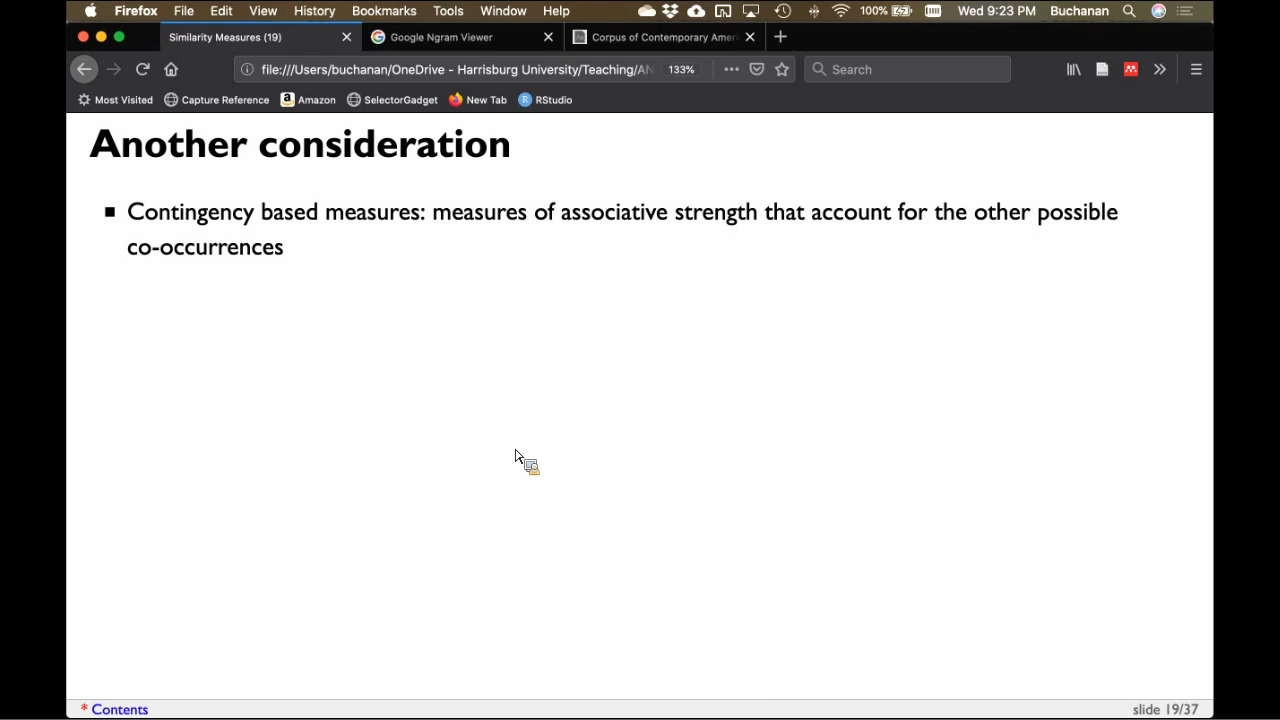 Firefox File Edit View History Bookmarks Tools Window Help 100% Wed 9:23 PM Buchanan
Similarity Measures (19) Google Ngram Viewer Corpus of Contemporary Ameri
file:///Users/buchanan/OneDrive - Harrisburg University/Teaching/AN 133% Search
Most Visited Capture Reference Amazon SelectorGadget New Tab RStudio
Another consideration
Contingency based measures: measures of associative strength that account for the other possible
co-occurrences
* Contents slide 19/37